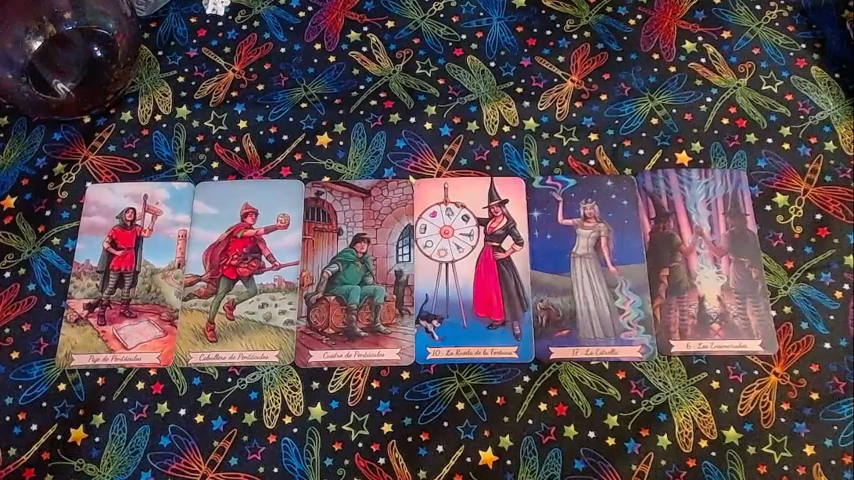 Paje de Pentáculos
Caballero de Pentáculos
Cuatro de Pentáculos
10 - La Rueda de la Fortuna
17 - La Estrella
6 - Los Enamorados